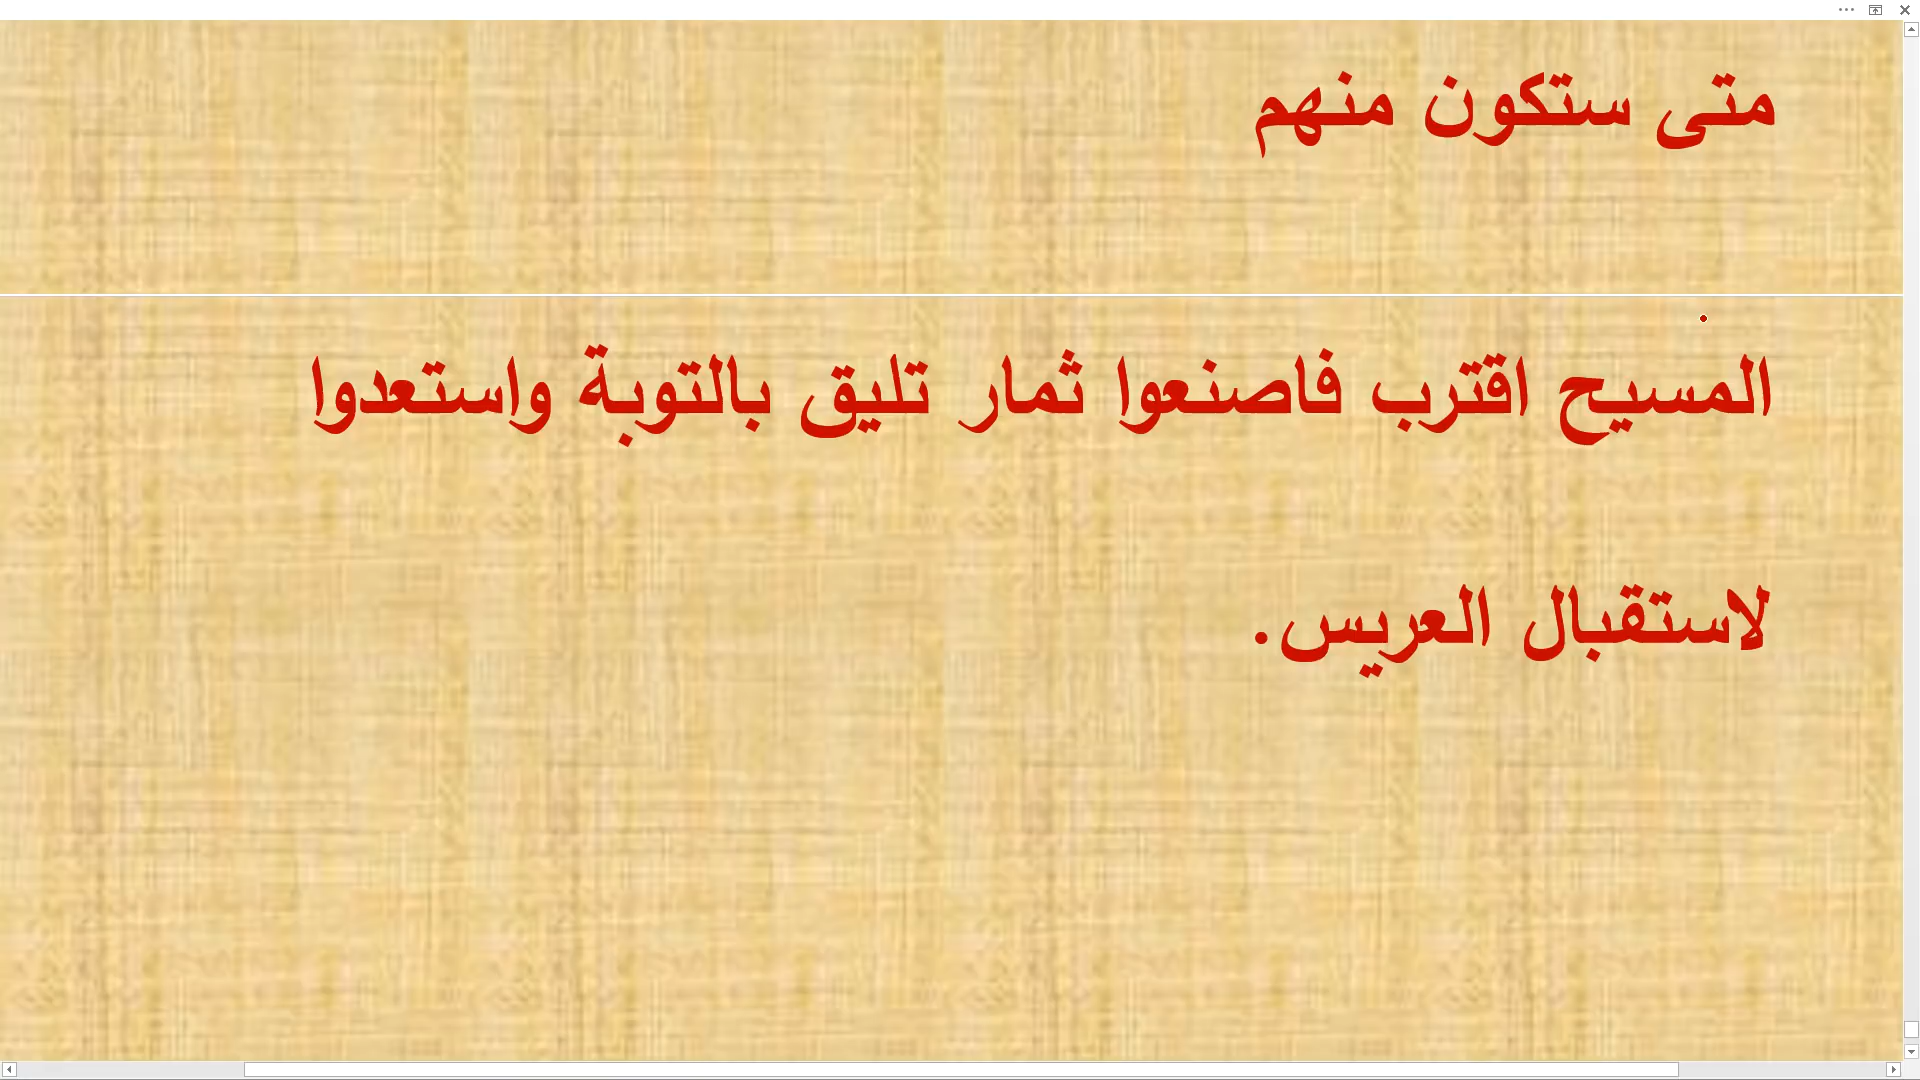 متى ستكون منهم
المسيح اقترب فاصنعوا ثمار تليق بالتوبة واستعدوا
لاستقبال العريس.